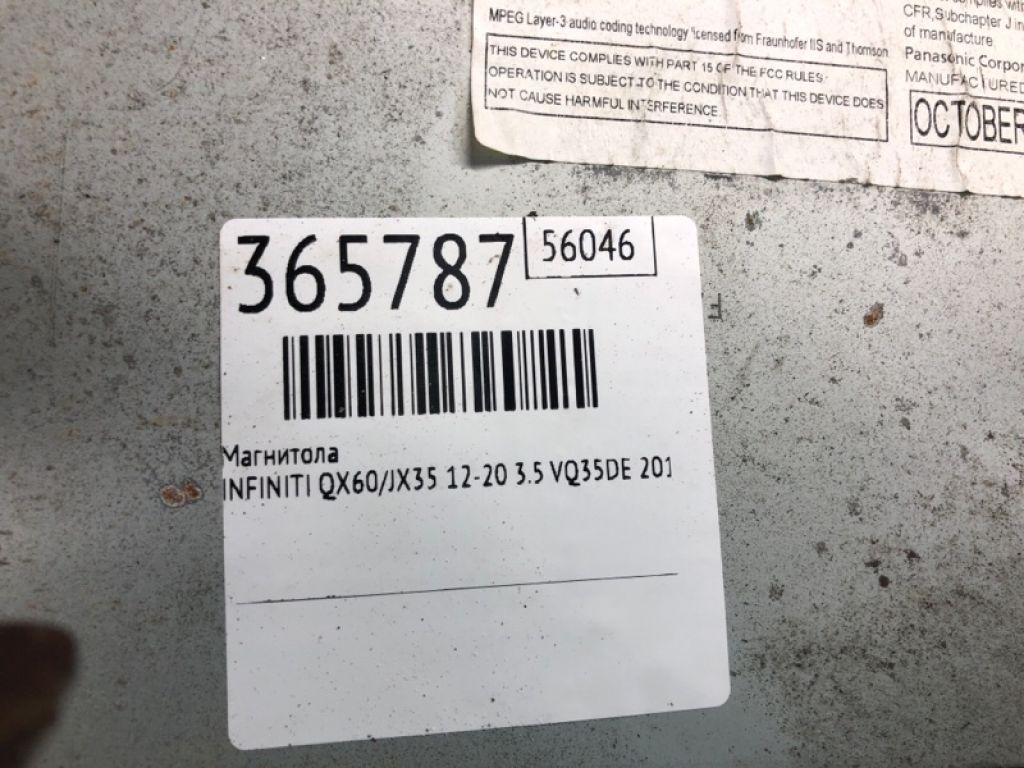 MPEG Layer-3 audio coding technology licensed from Fraunhofer IIS and Thomson
THIS DEVICE COMPLIES WITH PART 15 OF THE FCC RULES
OPERATION IS SUBJECT TO THE CONDITION THAT THIS DEVICE DOES
NOT CAUSE HARMFUL INTERFERENCE.
CFR, Subchapter J in
of manufacture
Panasonic Corpor
MANUFACTURED
OCTOBER
365787
56046
Магнитола
INFINITI QX60/JX35 12-20 3.5 VQ35DE 201